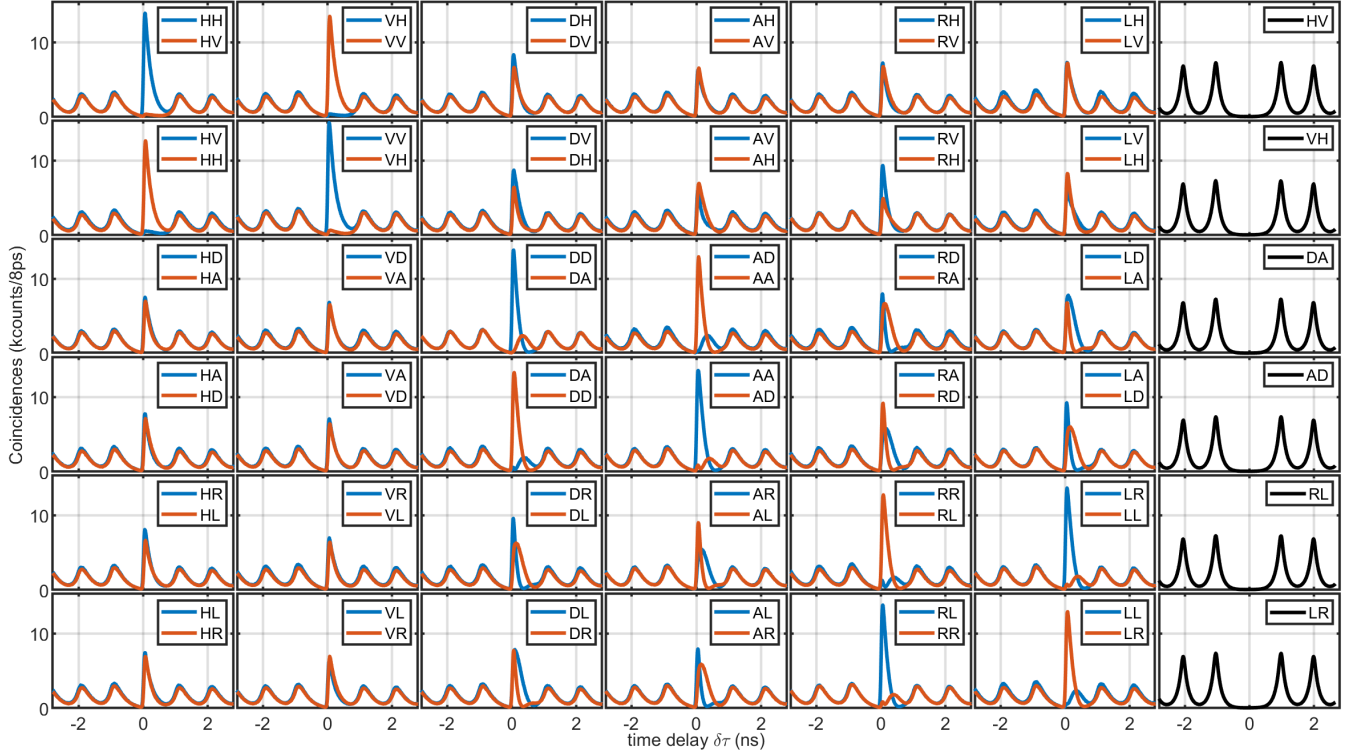 10
0
HH
HV
VH
VV
DH
DV
AH
AV
RH
RV
LH
LV
HV
10
0
HV
HH
VV
VH
DV
DH
AV
AH
RV
RH
LV
LH
VH
10
0
HD
HA
VD
VA
DD
DA
AD
AA
RD
RA
LD
LA
DA
10
0
HA
HD
VA
VD
DA
DD
AA
AD
RA
RD
LA
LD
AD
10
0
HR
HL
VR
VL
DR
DL
AR
AL
RR
RL
LR
LL
RL
10
0
HL
HR
VL
VR
DL
DR
AL
AR
RL
RR
LL
LR
LR
Coincidences (kcounts/8ps)
-2 0 2 -2 0 2 -2 0 2 -2 0 2 -2 0 2 -2 0 2 -2 0 2
time delay δτ (ns)